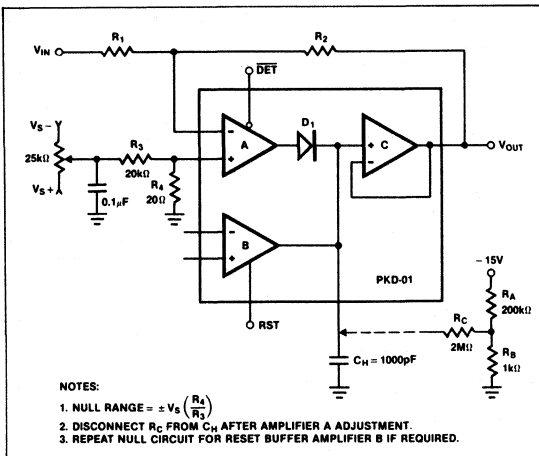 R1
R2
VIN
DET
VS−
25kΩ
VS+
R3
20kΩ
R4
20Ω
0.1μF
−
A
+
D1
+
C
−
VOUT
−
B
+
PKD-01
RST
− 15V
RA
200kΩ
RC
2MΩ
RB
1kΩ
CH = 1000pF
NOTES:
1. NULL RANGE = ± VS (R4/R3)
2. DISCONNECT RC FROM CH AFTER AMPLIFIER A ADJUSTMENT.
3. REPEAT NULL CIRCUIT FOR RESET BUFFER AMPLIFIER B IF REQUIRED.